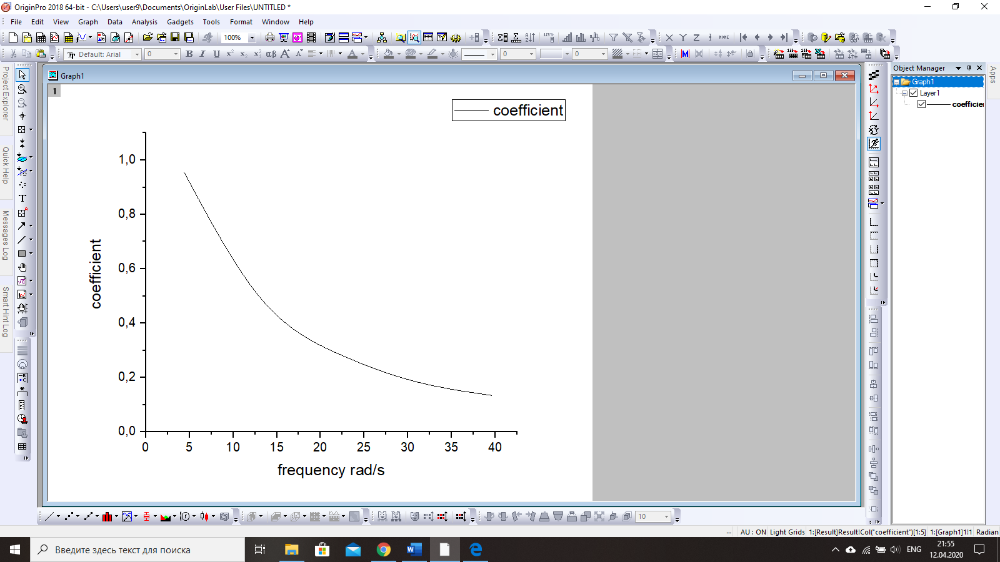 OriginPro 2018 64-bit - C:\Users\user9\Documents\OriginLab\User Files\UNTITLED *
File Edit View Graph Data Analysis Gadgets Tools Format Window Help
100%
Default: Arial 0 B I U αβ A A 0 0
Project Explorer
Quick Help
Messages Log
Smart Hint Log
Graph1
1
coefficient
1,0
0,8
0,6
0,4
0,2
0,0
coefficient
0 5 10 15 20 25 30 35 40
frequency rad/s
Object Manager
Graph1
Layer1
coefficie
Apps
10
-- AU : ON Light Grids 1:[Result]Result!Col("coefficient")[1:5] 1:[Graph1]1!1 Radian
Введите здесь текст для поиска
ENG
21:55
12.04.2020